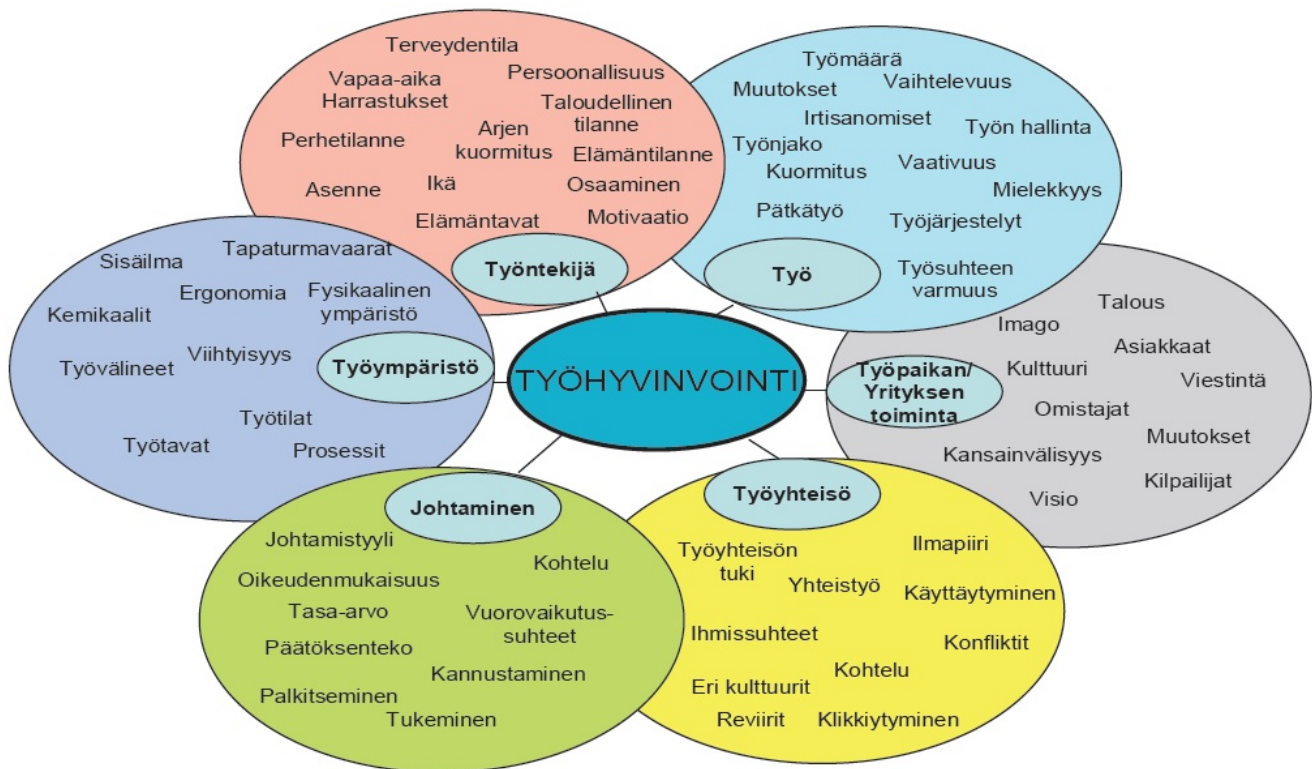 Terveydentila
Vapaa-aika
Harrastukset
Persoonallisuus
Taloudellinen
tilanne
Perhetilanne
Arjen
kuormitus
Elämäntilanne
Asenne
Ikä
Osaaminen
Elämäntavat
Motivaatio
Työntekijä
Työmäärä
Muutokset
Vaihtelevuus
Irtisanomiset
Työn hallinta
Työnjako
Kuormitus
Vaativuus
Mielekkyys
Pätkätyö
Työjärjestelyt
Työsuhteen
varmuus
Työ
Sisäilma
Tapaturmavaarat
Ergonomia
Fysikaalinen
ympäristö
Kemikaalit
Työvälineet
Viihtyisyys
Työympäristö
Työtilat
Työtavat
Prosessit
TYÖHYVINVOINTI
Talous
Imago
Asiakkaat
Kulttuuri
Viestintä
Työpaikan/
Yrityksen
toiminta
Omistajat
Muutokset
Kansainvälisyys
Kilpailijat
Visio
Johtaminen
Johtamistyyli
Kohtelu
Oikeudenmukaisuus
Tasa-arvo
Vuorovaikutus-
suhteet
Päätöksenteko
Kannustaminen
Palkitseminen
Tukeminen
Työyhteisö
Työyhteisön
tuki
Ilmapiiri
Yhteistyö
Käyttäytyminen
Ihmissuhteet
Konfliktit
Kohtelu
Eri kulttuurit
Reviirit
Klikkiytyminen